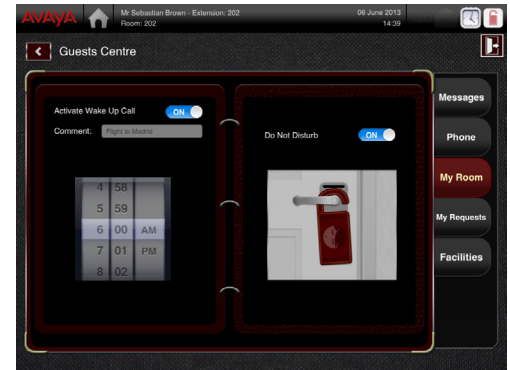 AVAYA
Mr Sebastian Brown - Extension: 202
Room: 202
06 June 2013
14:39
Guests Centre
Activate Wake Up Call
ON
Comment:
Flight to Madrid
4 58
5 59
6 00 AM
7 01 PM
8 02
Do Not Disturb
ON
Messages
Phone
My Room
My Requests
Facilities